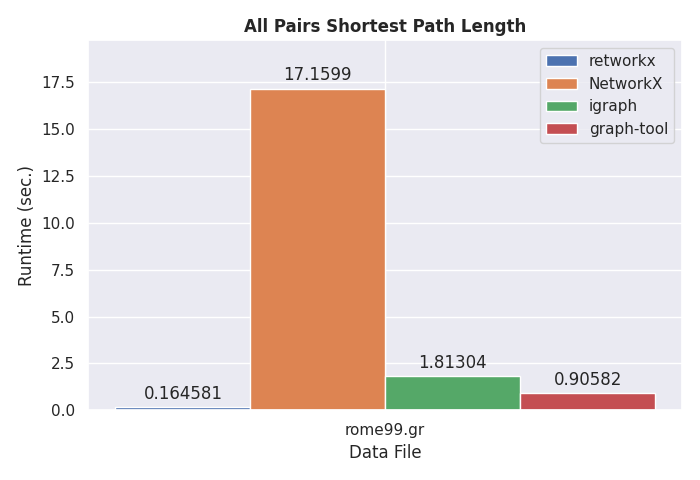 All Pairs Shortest Path Length
retworkx
NetworkX
igraph
graph-tool
17.1599
1.81304
0.90582
0.164581
17.5
15.0
12.5
10.0
7.5
5.0
2.5
0.0
Runtime (sec.)
rome99.gr
Data File